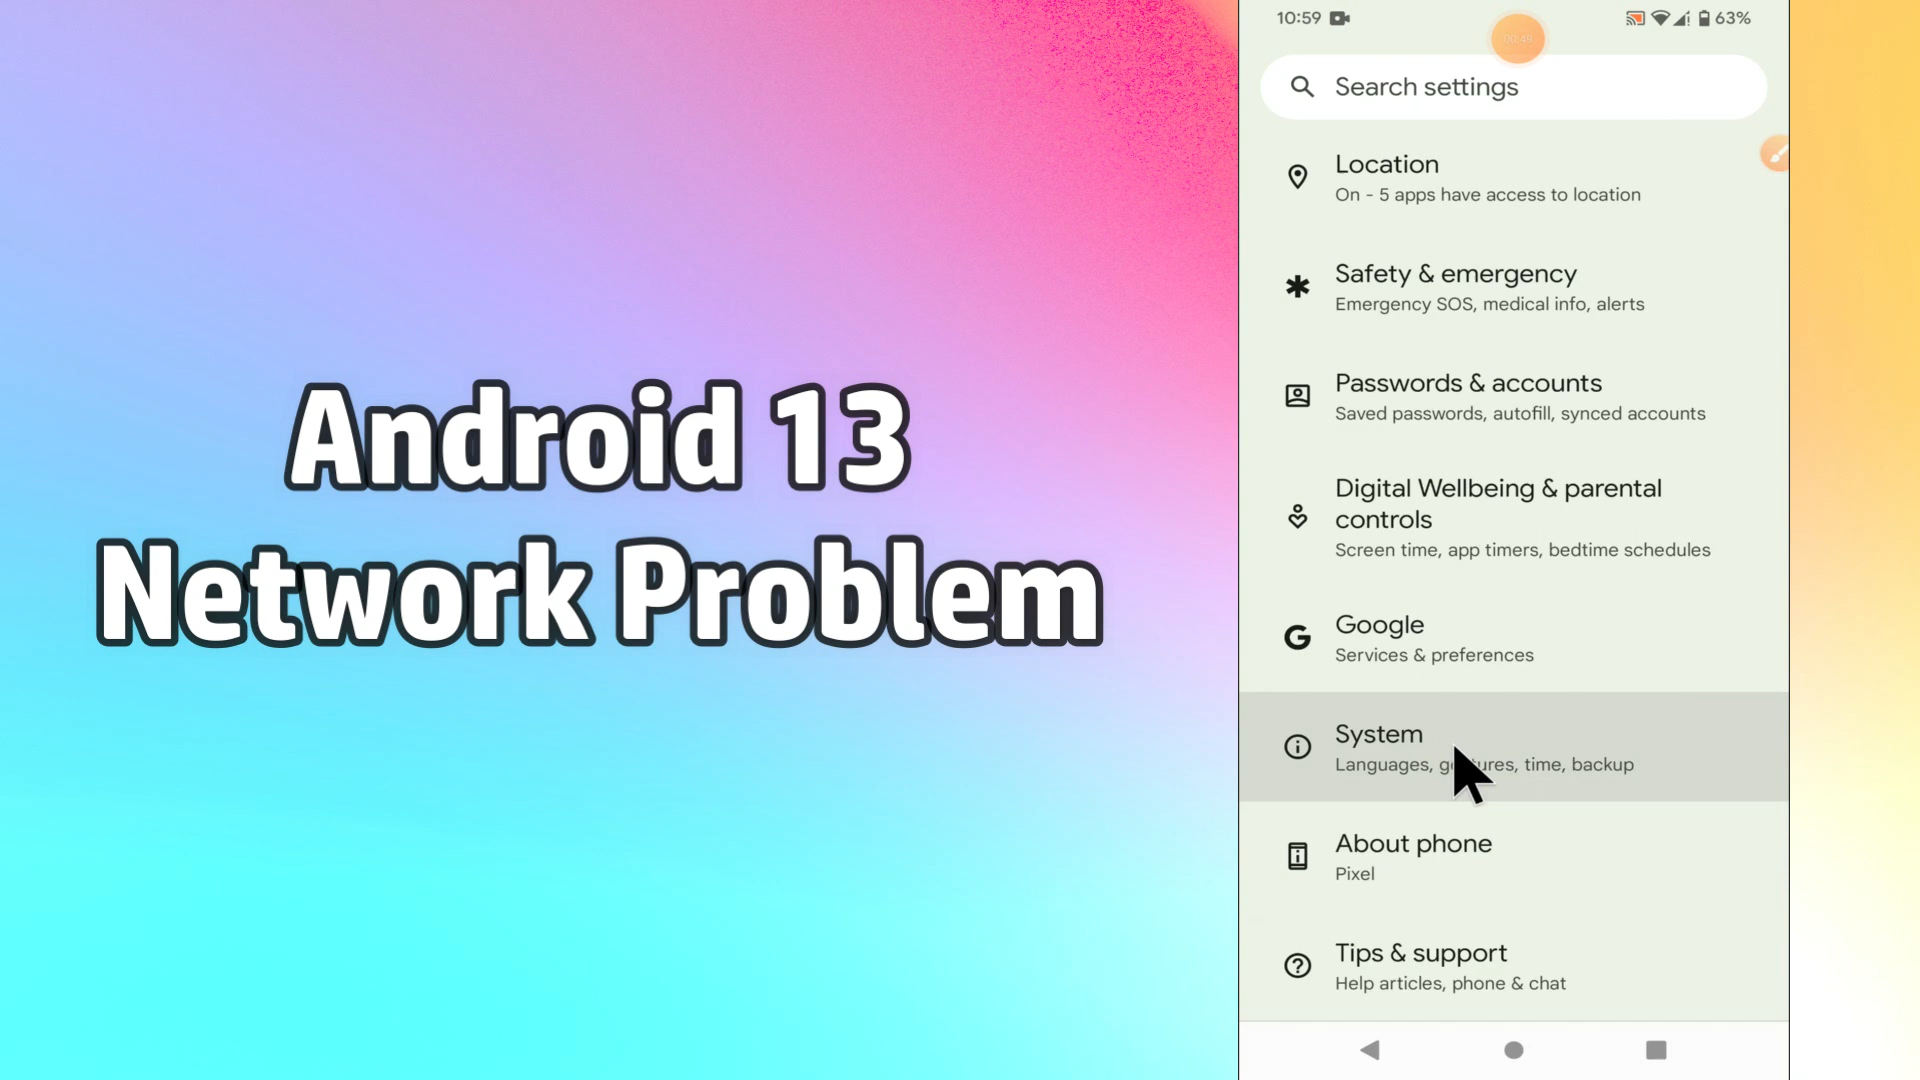 Android 13
Network Problem
10:59
63%
00:49
Search settings
Location
On - 5 apps have access to location
Safety & emergency
Emergency SOS, medical info, alerts
Passwords & accounts
Saved passwords, autofill, synced accounts
Digital Wellbeing & parental
controls
Screen time, app timers, bedtime schedules
Google
Services & preferences
System
Languages, gestures, time, backup
About phone
Pixel
Tips & support
Help articles, phone & chat